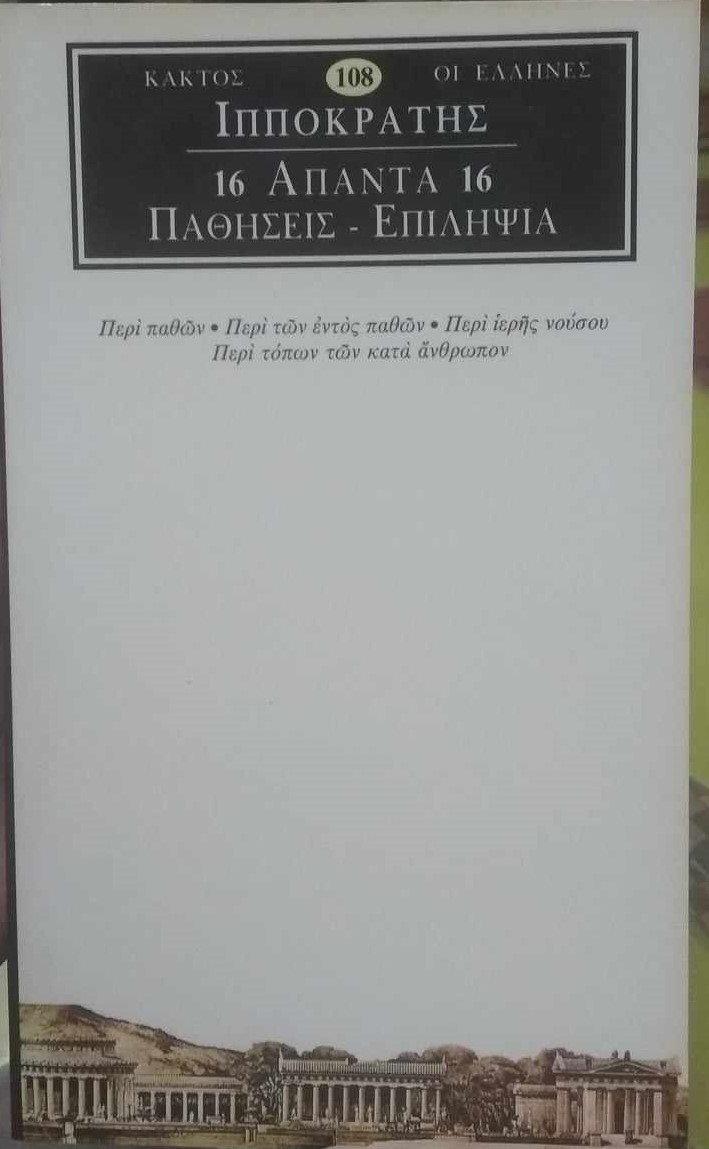 ΚΑΚΤΟΣ 108 ΟΙ ΕΛΛΗΝΕΣ
ΙΠΠΟΚΡΑΤΗΣ
16 ΑΠΑΝΤΑ 16
ΠΑΘΗΣΕΙΣ - ΕΠΙΛΗΨΙΑ
Περὶ παθῶν • Περὶ τῶν ἐντὸς παθῶν • Περὶ ἱερῆς νούσου
Περὶ τόπων τῶν κατὰ ἄνθρωπον